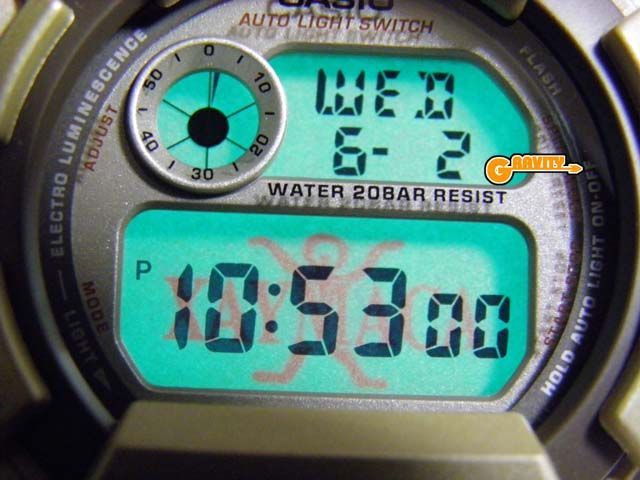 CASIO
AUTO LIGHT SWITCH
0
10
20
30
40
50
ADJUST
ELECTRO LUMINESCENCE
FLASH
WED
6- 2
GRAVITY
WATER 20BAR RESIST
P
10:53 00
MODE
LIGHT
HOLD AUTO LIGHT ON-OFF